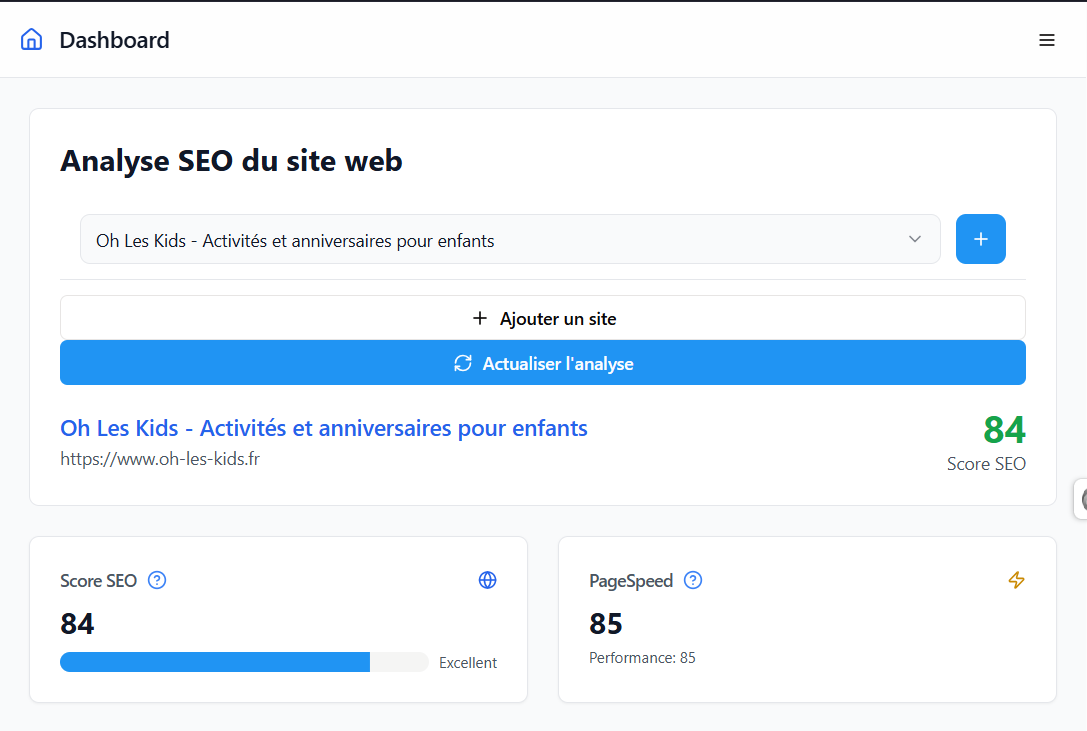 Dashboard
Analyse SEO du site web
Oh Les Kids - Activités et anniversaires pour enfants
+
+ Ajouter un site
Actualiser l'analyse
Oh Les Kids - Activités et anniversaires pour enfants
84
https://www.oh-les-kids.fr
Score SEO
Score SEO ?
84
Excellent
PageSpeed ?
85
Performance: 85